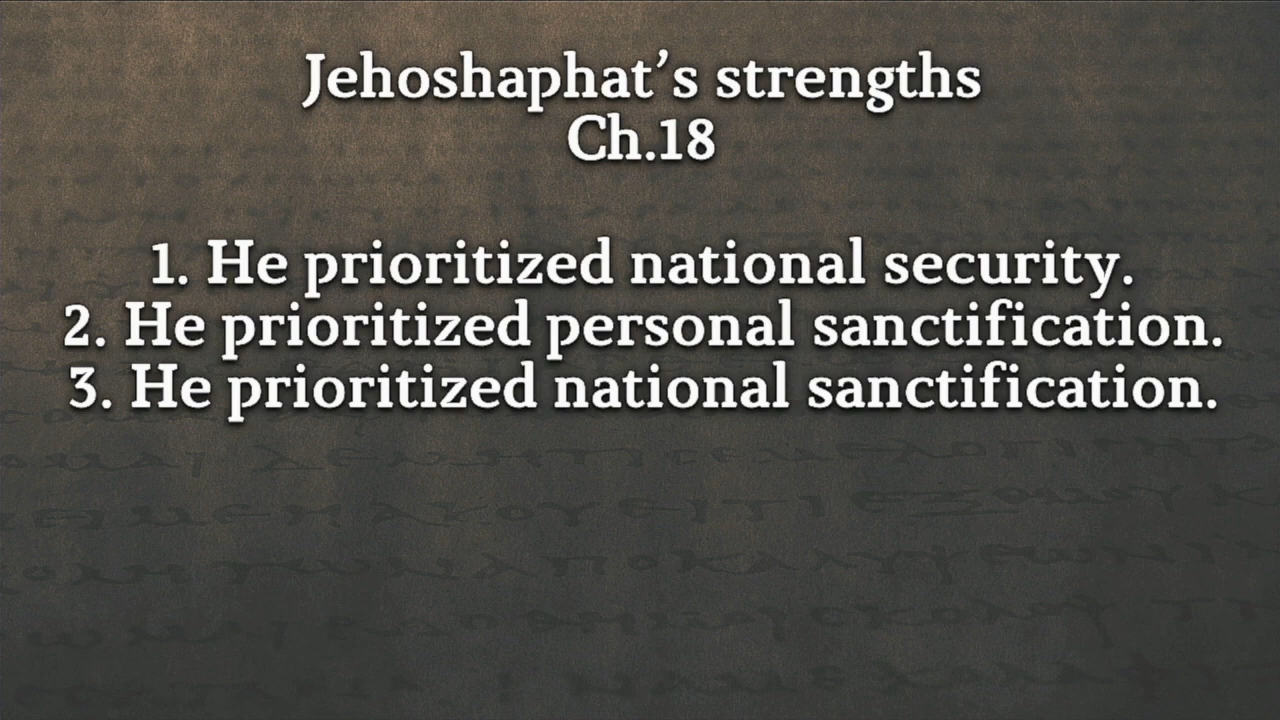 Jehoshaphat’s strengths
Ch.18
1. He prioritized national security.
2. He prioritized personal sanctification.
3. He prioritized national sanctification.